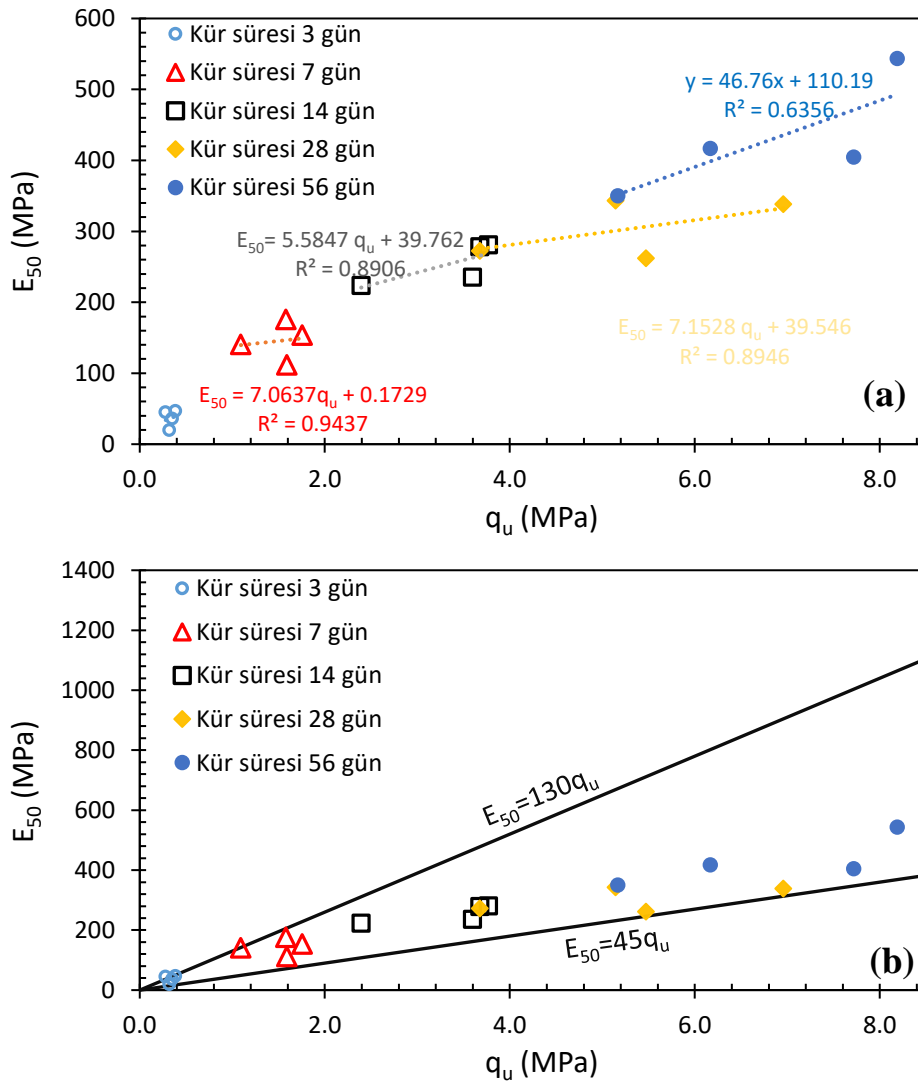 600
500
400
300
200
100
0
E₅₀ (MPa)
Kür süresi 3 gün
Kür süresi 7 gün
Kür süresi 14 gün
Kür süresi 28 gün
Kür süresi 56 gün
y = 46.76x + 110.19
R² = 0.6356
E₅₀= 5.5847 qᵤ + 39.762
R² = 0.8906
E₅₀ = 7.1528 qᵤ + 39.546
R² = 0.8946
E₅₀ = 7.0637qᵤ + 0.1729
R² = 0.9437
(a)
0.0 2.0 4.0 6.0 8.0
qᵤ (MPa)
1400
1200
1000
800
600
400
200
0
E₅₀ (MPa)
Kür süresi 3 gün
Kür süresi 7 gün
Kür süresi 14 gün
Kür süresi 28 gün
Kür süresi 56 gün
E₅₀=130qᵤ
E₅₀=45qᵤ
(b)
0.0 2.0 4.0 6.0 8.0
qᵤ (MPa)